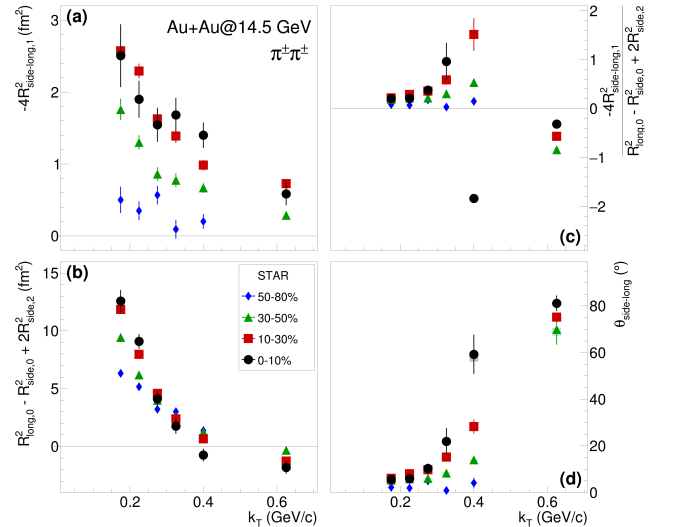 (a)
Au+Au@14.5 GeV
π±π±
-4R²side-long,1 (fm²)
3
2
1
0
(c)
-4R²side-long,1
R²long,0 - R²side,0 + 2R²side,2
2
1
0
−1
−2
(b)
STAR
50-80%
30-50%
10-30%
0-10%
R²long,0 - R²side,0 + 2R²side,2 (fm²)
15
10
5
0
0.2
0.4
0.6
kT (GeV/c)
(d)
θside-long (°)
80
60
40
20
0
0.2
0.4
0.6
kT (GeV/c)